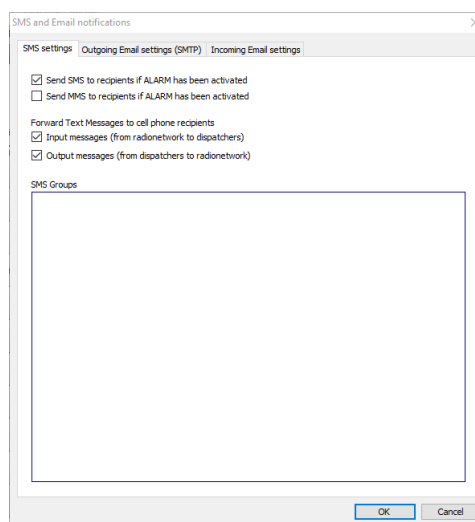 SMS and Email notifications
SMS settings
Outgoing Email settings (SMTP)
Incoming Email settings
Send SMS to recipients if ALARM has been activated
Send MMS to recipients if ALARM has been activated
Forward Text Messages to cell phone recipients
Input messages (from radionetwork to dispatchers)
Output messages (from dispatchers to radionetwork)
SMS Groups
OK
Cancel